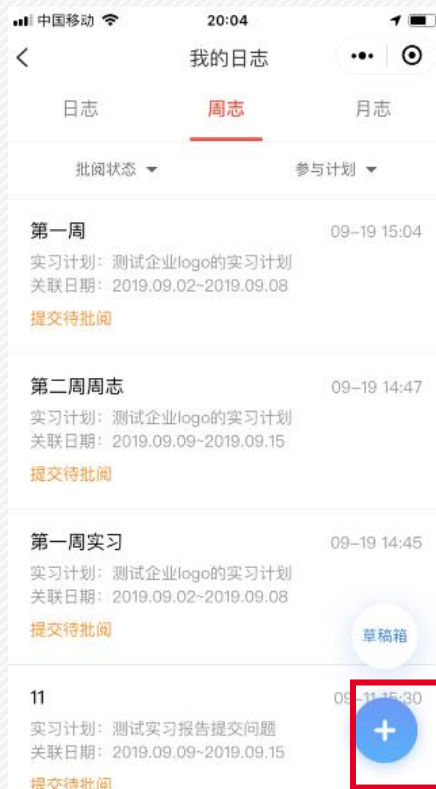 中国移动 20:04
我的日志
日志 周志 月志
批阅状态 参与计划
第一周 09-19 15:04
实习计划：测试企业logo的实习计划
关联日期：2019.09.02~2019.09.08
提交待批阅
第二周周志 09-19 14:47
实习计划：测试企业logo的实习计划
关联日期：2019.09.09~2019.09.15
提交待批阅
第一周实习 09-19 14:45
实习计划：测试企业logo的实习计划
关联日期：2019.09.02~2019.09.08
提交待批阅
草稿箱
11 09-11 15:30
实习计划：测试实习报告提交问题
关联日期：2019.09.09~2019.09.15
提交待批阅